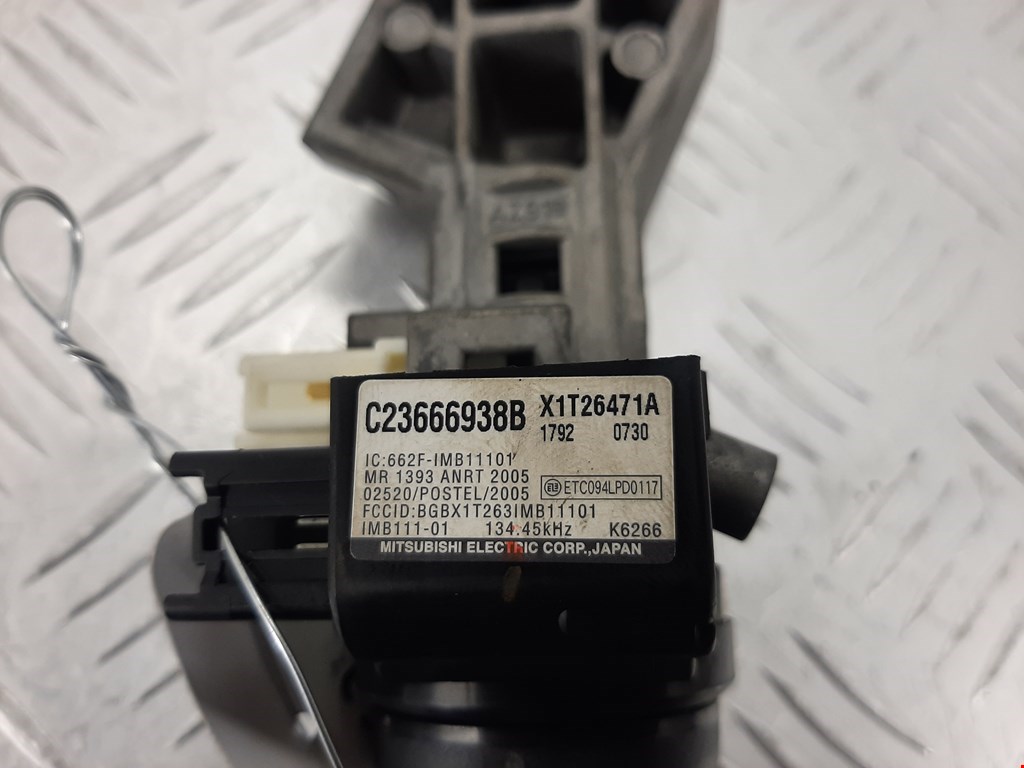 C23666938B X1T26471A
1792 0730
IC:662F-IMB11101
MR 1393 ANRT 2005
02520/POSTEL/2005 ETC094LPD0117
FCCID:BGBX1T263IMB11101
IMB111-01 134.45kHz K6266
MITSUBISHI ELECTRIC CORP.,JAPAN